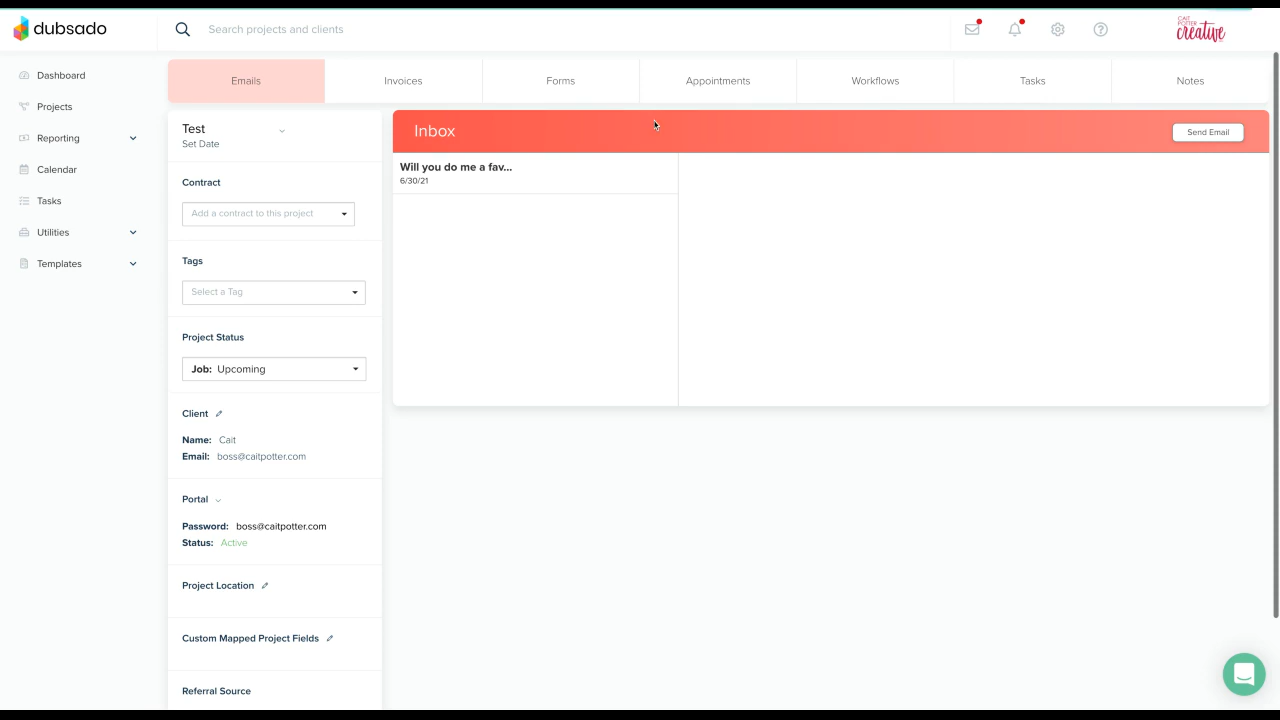 dubsado
Search projects and clients
CAIT
POTTER
creative
Dashboard
Projects
Reporting
Calendar
Tasks
Utilities
Templates
Emails
Invoices
Forms
Appointments
Workflows
Tasks
Notes
Test
Set Date
Contract
Add a contract to this project
Tags
Select a Tag
Project Status
Job: Upcoming
Client
Name: Cait
Email: boss@caitpotter.com
Portal
Password: boss@caitpotter.com
Status: Active
Project Location
Custom Mapped Project Fields
Referral Source
Inbox
Send Email
Will you do me a fav...
6/30/21